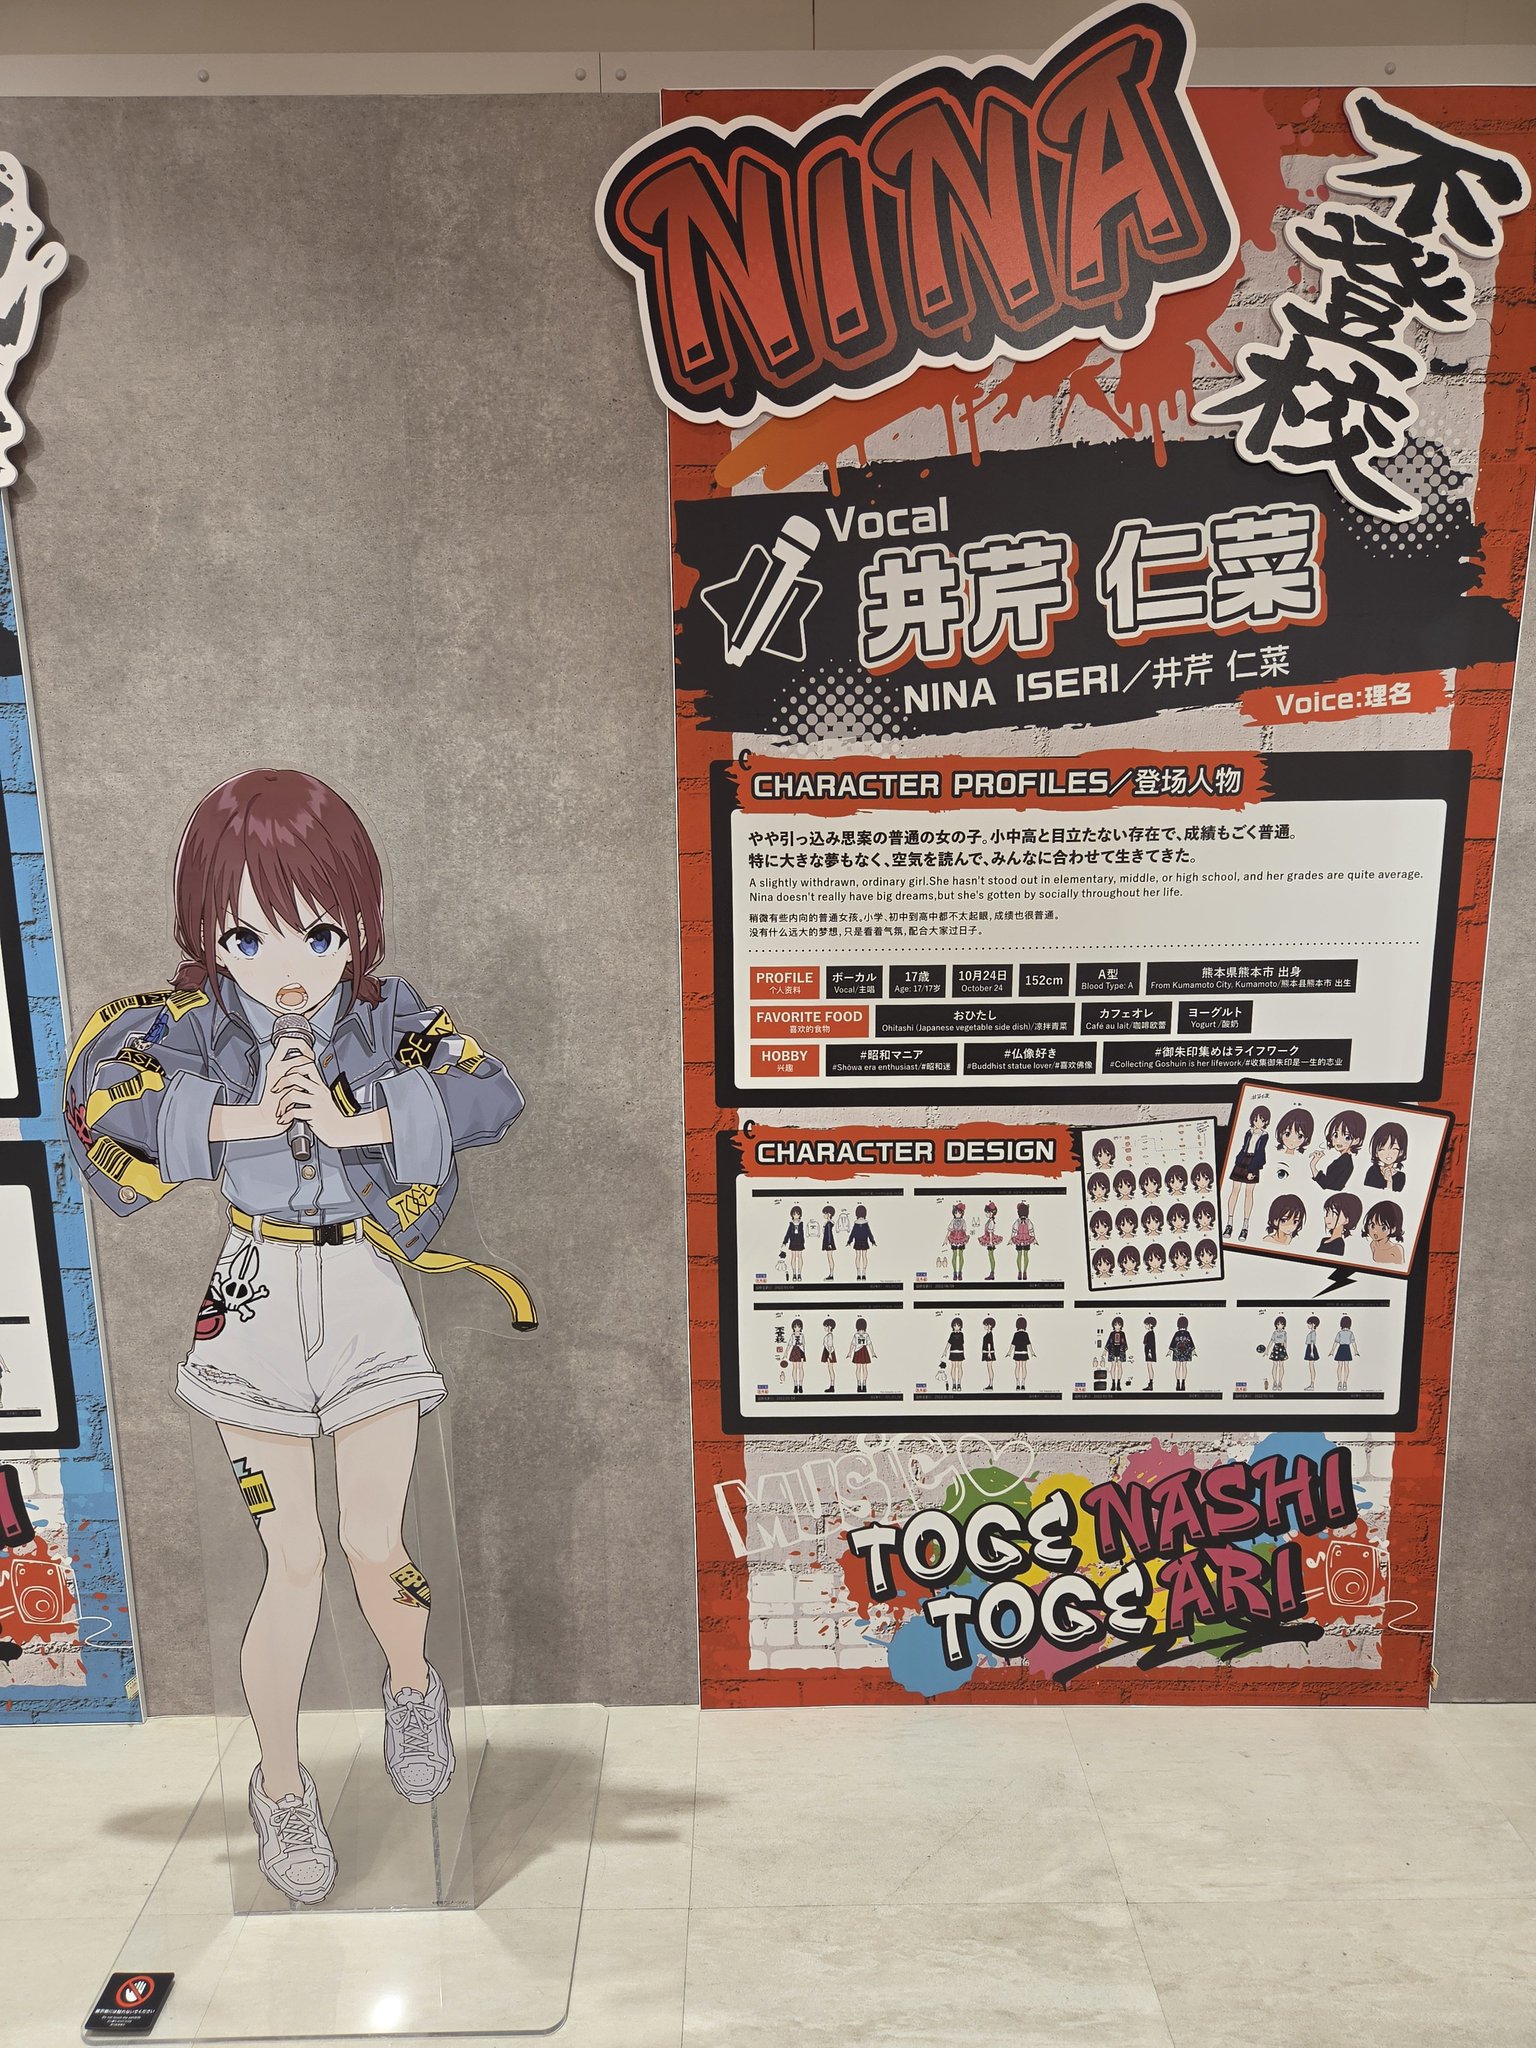 NINA
不登校
Vocal
井芹 仁菜
NINA ISERI／井芹 仁菜
Voice:理名
CHARACTER PROFILES／登场人物
やや引っ込み思案の普通の女の子。小中高と目立たない存在で、成績もごく普通。
特に大きな夢もなく、空気を読んで、みんなに合わせて生きてきた。
A slightly withdrawn, ordinary girl.She hasn't stood out in elementary, middle, or high school, and her grades are quite average.
Nina doesn't really have big dreams,but she's gotten by socially throughout her life.
稍微有些内向的普通女孩。小学、初中到高中都不太起眼，成绩也很普通。
没有什么远大的梦想，只是看着气氛，配合大家过日子。
PROFILE ボーカル 17歳 10月24日 152cm A型 熊本県熊本市 出身
个人资料 Vocal/主唱 Age: 17/17岁 October 24 Blood Type: A From Kumamoto City, Kumamoto/熊本县熊本市 出生
FAVORITE FOOD おひたし カフェオレ ヨーグルト
喜欢的食物 Ohitashi (Japanese vegetable side dish)/凉拌青菜 Café au lait/咖啡欧蕾 Yogurt /酸奶
HOBBY #昭和マニア #仏像好き #御朱印集めはライフワーク
兴趣 #Showa era enthusiast/#昭和迷 #Buddhist statue lover/#喜欢佛像 #Collecting Goshuin is her lifework/#收集御朱印是一生的志业
CHARACTER DESIGN
MUSIC
TOGE NASHI
TOGE ARI